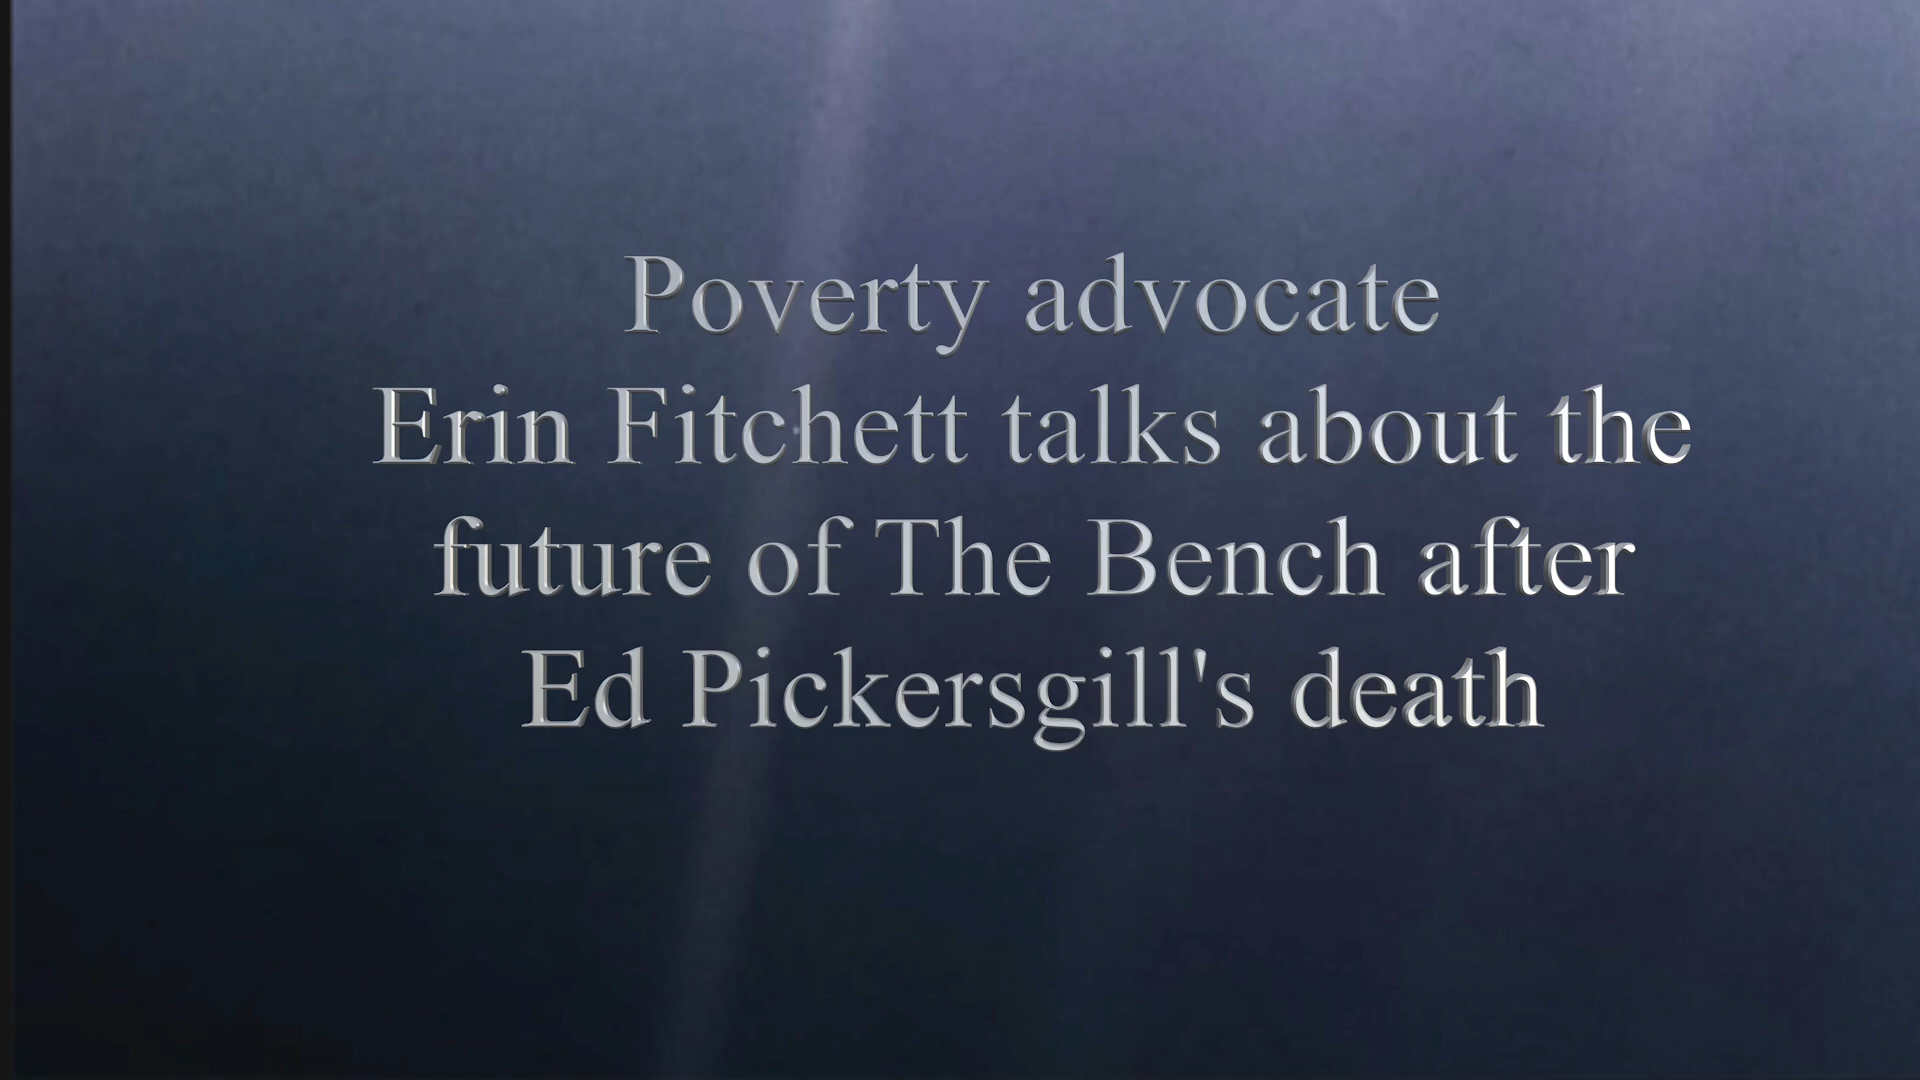 Poverty advocate
Erin Fitchett talks about the
future of The Bench after
Ed Pickersgill's death